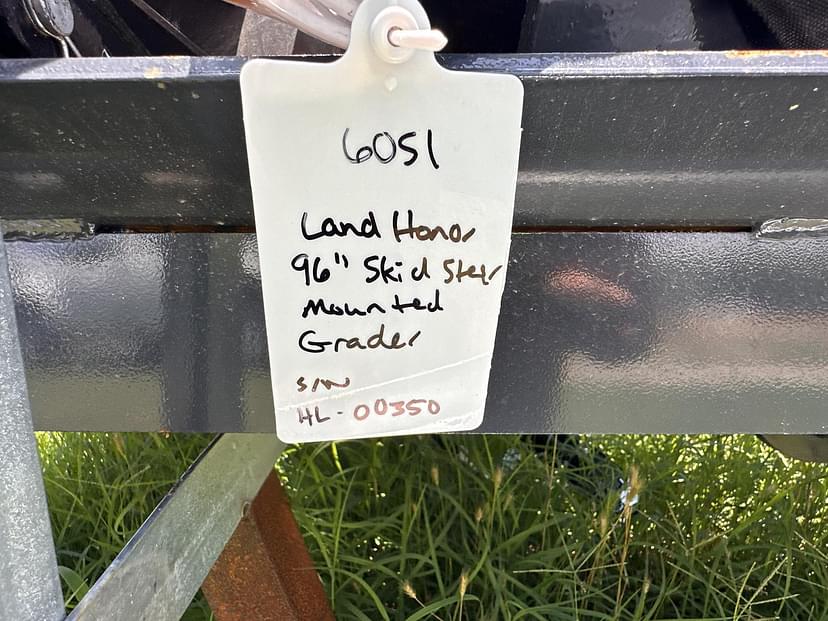 6051
Land Honor
96" Skid Steer
Mounted
Grader
S/N
HL-00350